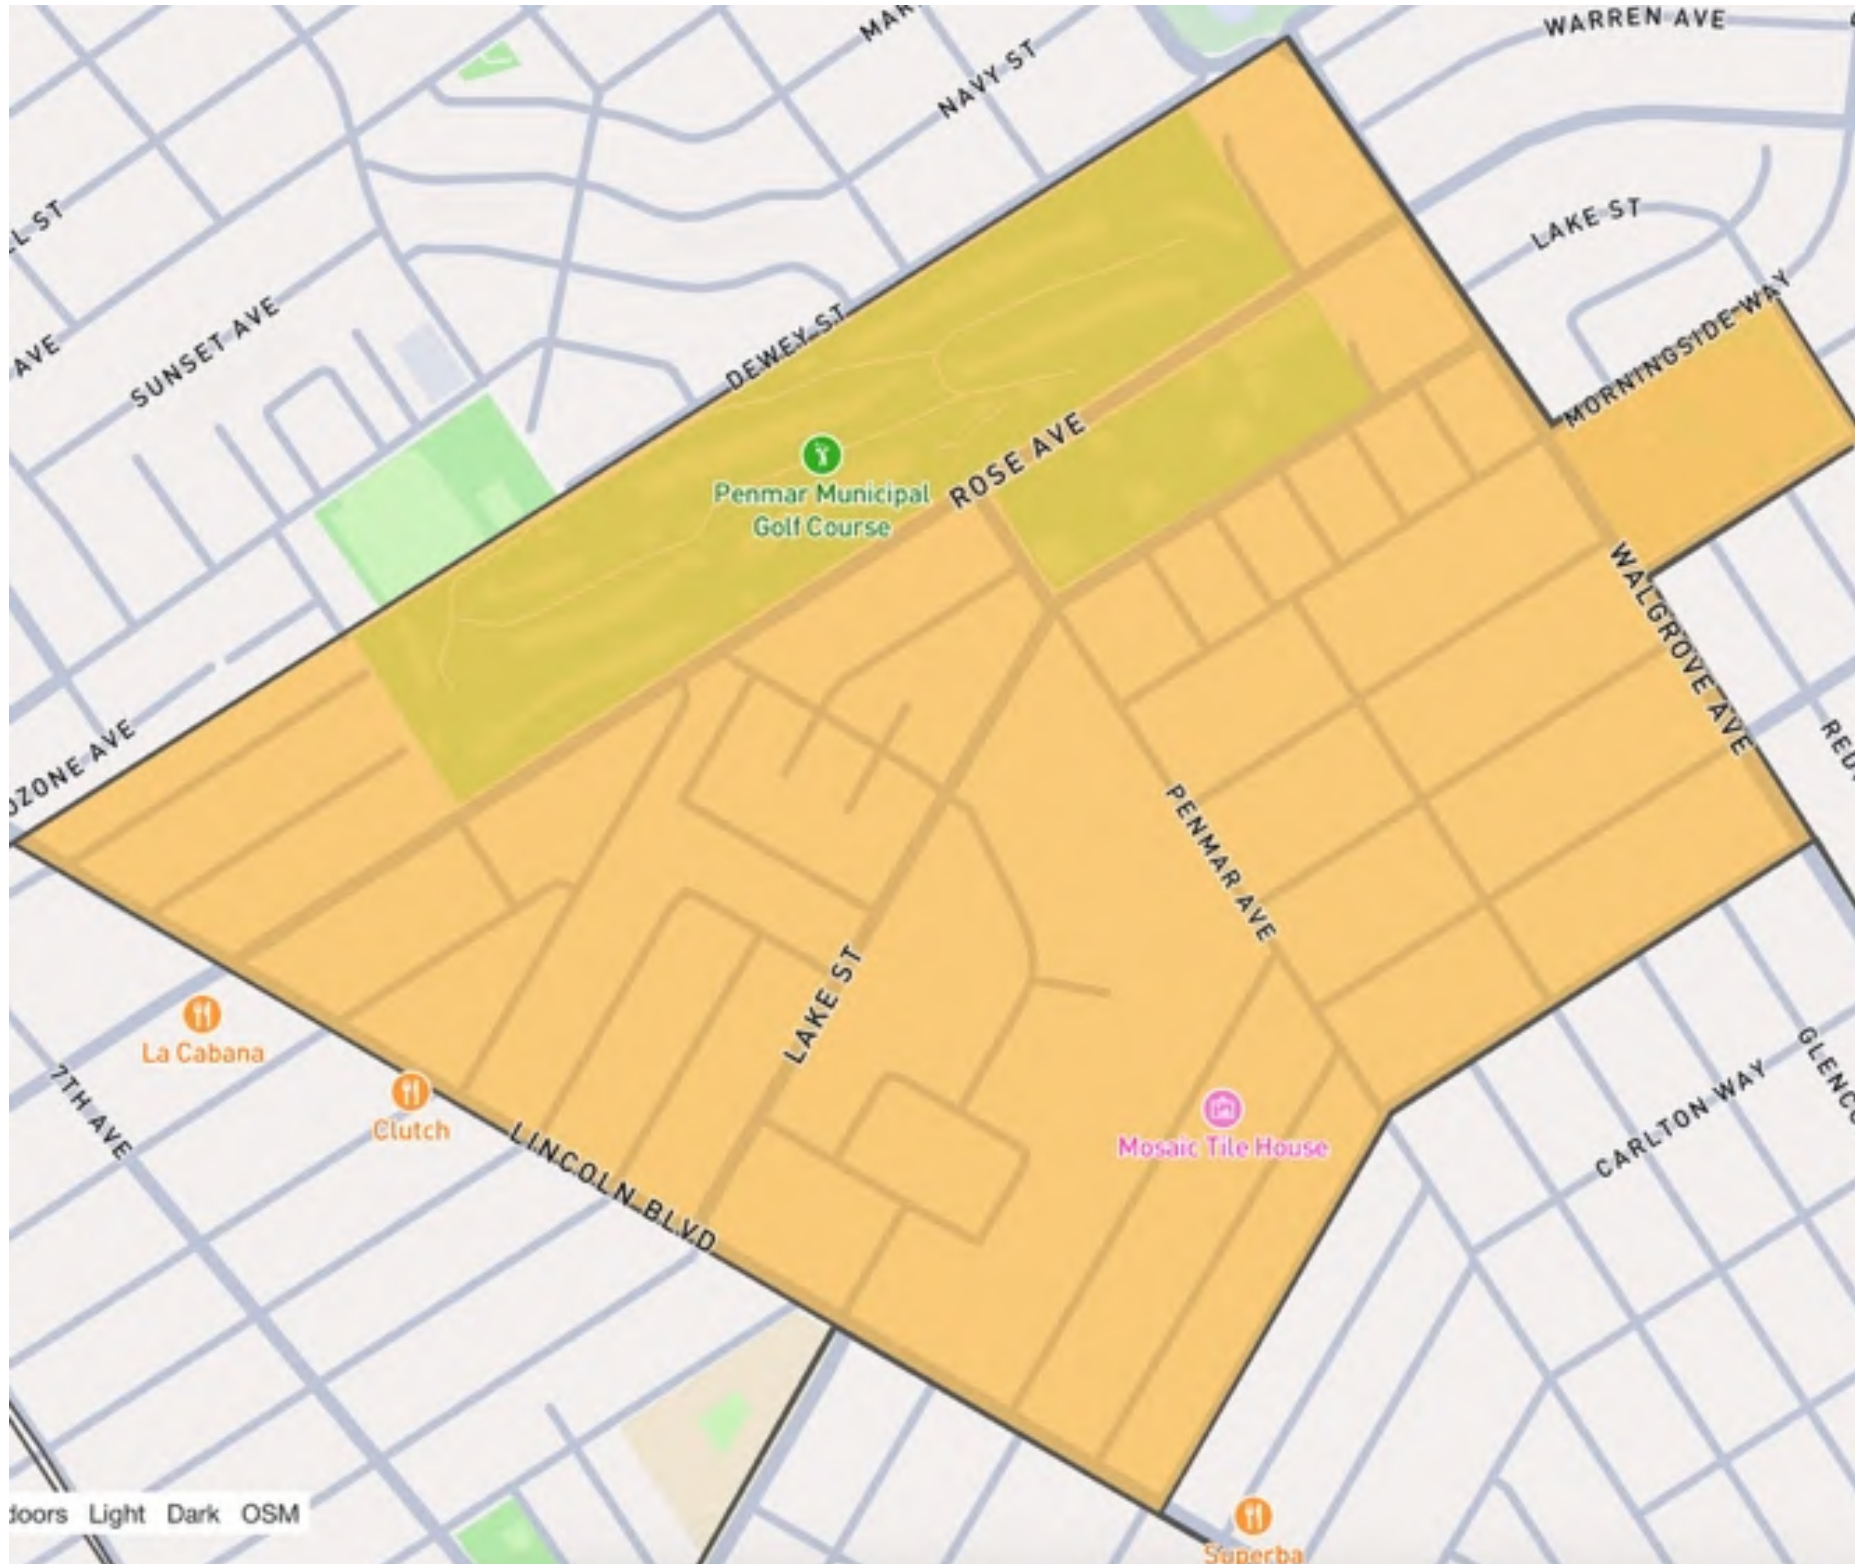 WARREN AVE
NAVY ST
LAKE ST
MORNINGSIDE WAY
SUNSET AVE
AVE
DEWEY ST
ROSE AVE
Penmar Municipal
Golf Course
WALGROVE AVE
OZONE AVE
PENMAR AVE
LAKE ST
La Cabana
Clutch
7TH AVE
LINCOLN BLVD
Mosaic Tile House
CARLTON WAY
Light Dark OSM
Superba